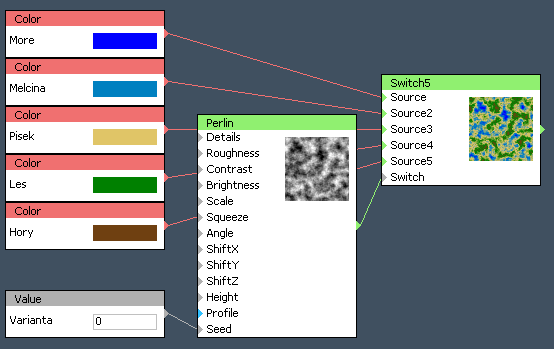 Color
More
Color
Melcina
Color
Pisek
Color
Les
Color
Hory
Value
Varianta
0
Perlin
Details
Roughness
Contrast
Brightness
Scale
Squeeze
Angle
ShiftX
ShiftY
ShiftZ
Height
Profile
Seed
Switch5
Source
Source2
Source3
Source4
Source5
Switch